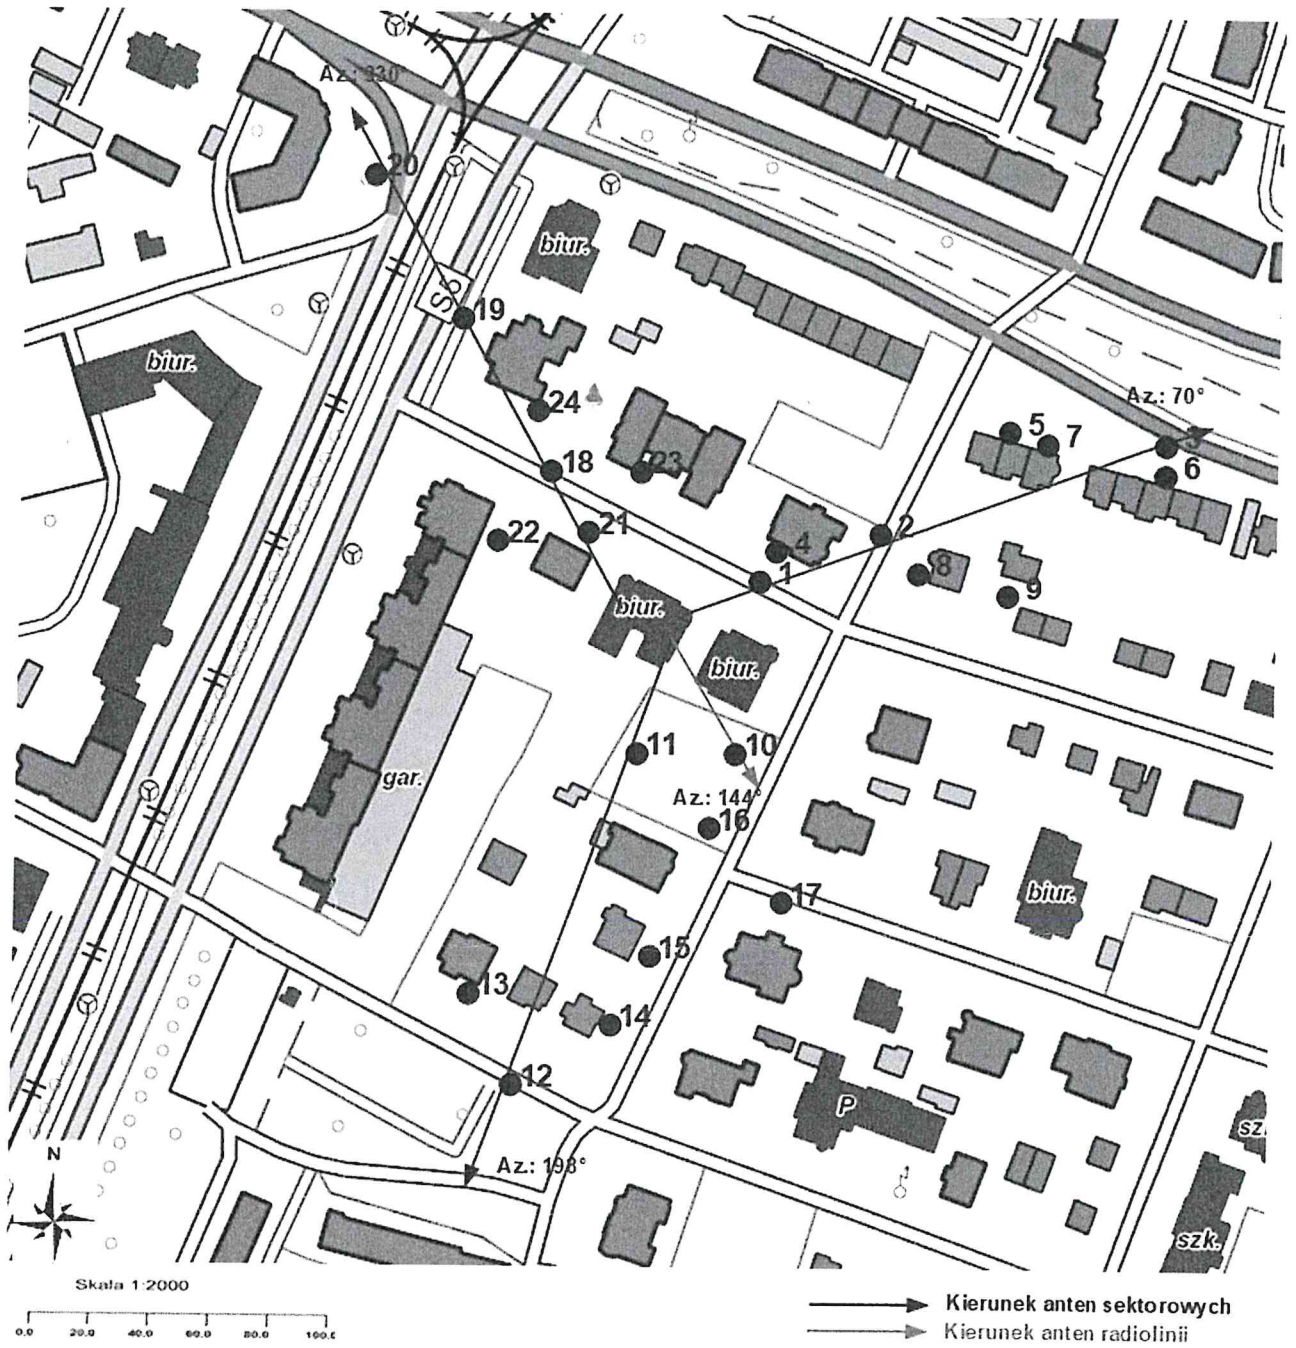 Az.: 330°
20
biur.
S5
19
biur.
24
Az.: 70°
5
7
3
18
23
6
22
21
2
4
8
1
9
biur.
biur.
11
10
gar.
Az.: 144°
16
17
biur.
15
13
14
12
P
sz
Az.: 198°
szk.
N
Skala 1:2000
0.0 20.0 40.0 60.0 80.0 100.0
Kierunek anten sektorowych
Kierunek anten radiolinii